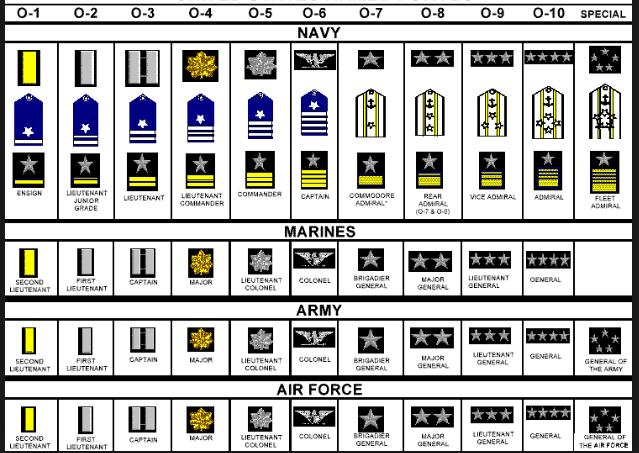 O-1 O-2 O-3 O-4 O-5 O-6 O-7 O-8 O-9 O-10 SPECIAL
NAVY
ENSIGN LIEUTENANT JUNIOR GRADE LIEUTENANT LIEUTENANT COMMANDER COMMANDER CAPTAIN COMMODORE ADMIRAL* REAR ADMIRAL (O-7 & O-8) VICE ADMIRAL ADMIRAL FLEET ADMIRAL
MARINES
SECOND LIEUTENANT FIRST LIEUTENANT CAPTAIN MAJOR LIEUTENANT COLONEL COLONEL BRIGADIER GENERAL MAJOR GENERAL LIEUTENANT GENERAL GENERAL
ARMY
SECOND LIEUTENANT FIRST LIEUTENANT CAPTAIN MAJOR LIEUTENANT COLONEL COLONEL BRIGADIER GENERAL MAJOR GENERAL LIEUTENANT GENERAL GENERAL GENERAL OF THE ARMY
AIR FORCE
SECOND LIEUTENANT FIRST LIEUTENANT CAPTAIN MAJOR LIEUTENANT COLONEL COLONEL BRIGADIER GENERAL MAJOR GENERAL LIEUTENANT GENERAL GENERAL GENERAL OF THE AIR FORCE